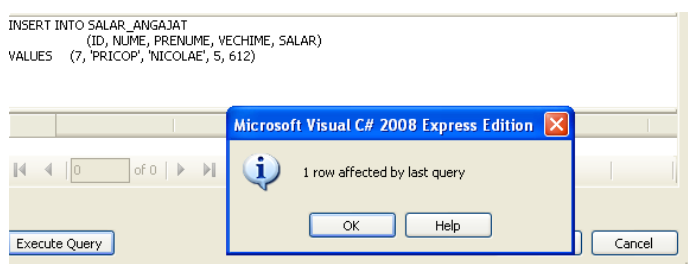 INSERT INTO SALAR_ANGAJAT
(ID, NUME, PRENUME, VECHIME, SALAR)
VALUES (7, 'PRICOP', 'NICOLAE', 5, 612)
Microsoft Visual C# 2008 Express Edition
0 of 0
1 row affected by last query
OK Help
Execute Query Cancel